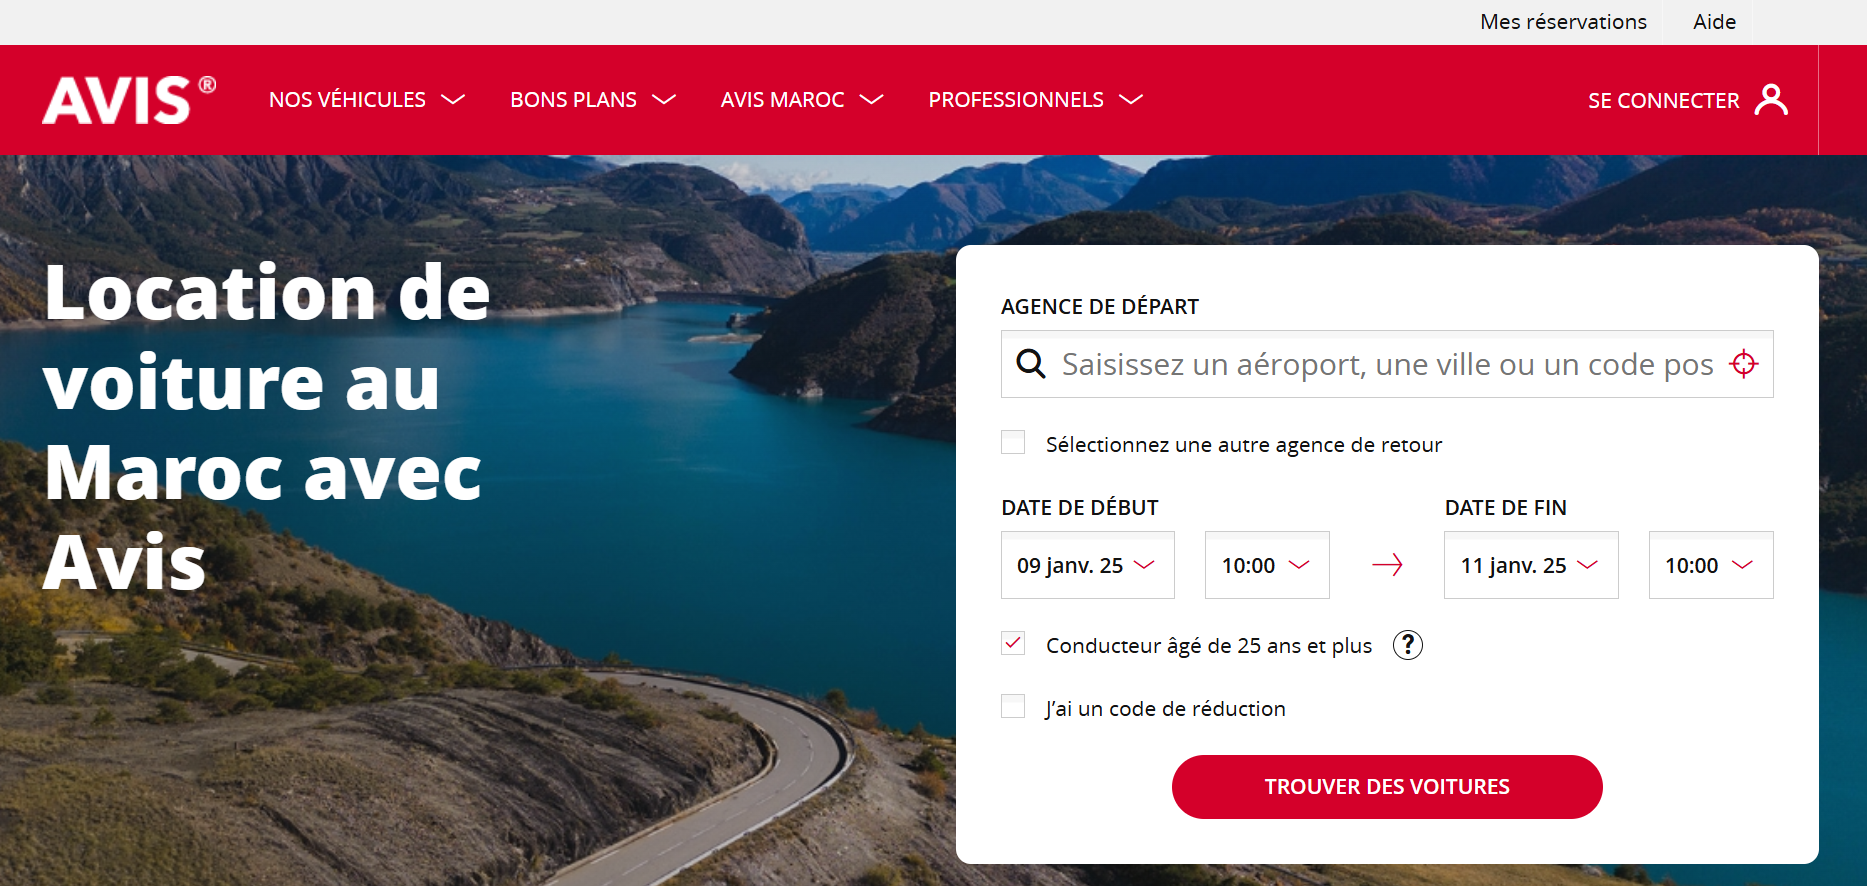 Mes réservations Aide
AVIS ® NOS VÉHICULES BONS PLANS AVIS MAROC PROFESSIONNELS SE CONNECTER
Location de
voiture au
Maroc avec
Avis
AGENCE DE DÉPART
Saisissez un aéroport, une ville ou un code pos
Sélectionnez une autre agence de retour
DATE DE DÉBUT DATE DE FIN
09 janv. 25 10:00 11 janv. 25 10:00
Conducteur âgé de 25 ans et plus ?
J’ai un code de réduction
TROUVER DES VOITURES